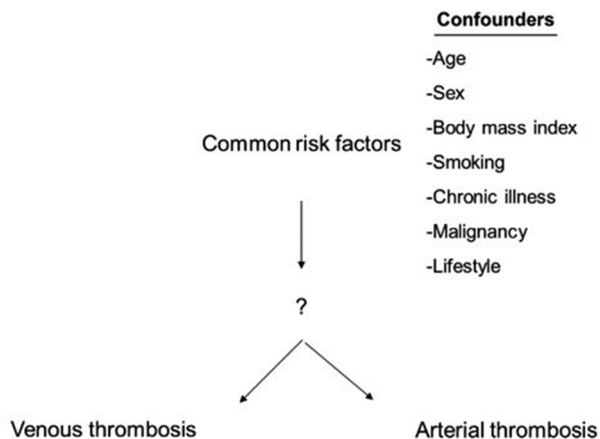 Confounders
-Age
-Sex
-Body mass index
Common risk factors
-Smoking
-Chronic illness
-Malignancy
-Lifestyle
?
Venous thrombosis
Arterial thrombosis